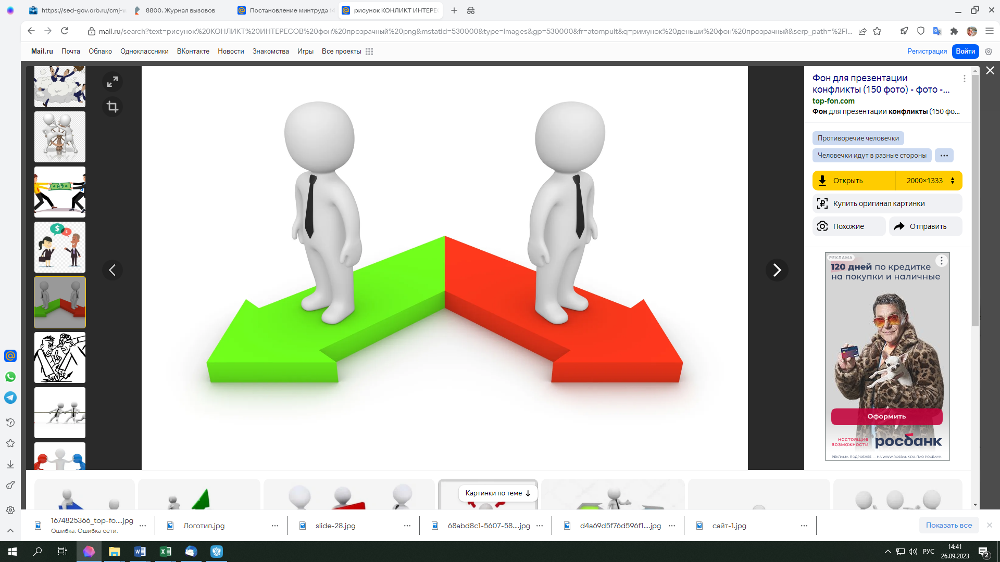 https://sed-gov.orb.ru/cmj-w
8800. Журнал вызовов
Постановление минтруда 14
рисунок КОНЛИКТ ИНТЕРЕС
mail.ru/search?text=рисунок%20КОНЛИКТ%20ИНТЕРЕСОВ%20фон%20прозрачный%20png&mstatid=530000&type=images&gp=530000&fr=atompult&q=римунок%20деньши%20фон%20прозрачный&serp_path=%2Fi...
Mail.ru Почта Облако Одноклассники ВКонтакте Новости Знакомства Игры Все проекты
Регистрация Войти
Фон для презентации
конфликты (150 фото) - фото -...
top-fon.com
Фон для презентации конфликты (150 фо...
Противоречие человечки
Человечки идут в разные стороны
Открыть 2000×1333
Купить оригинал картинки
Похожие Отправить
РЕКЛАМА
120 дней по кредитке
на покупки и наличные
Оформить
настоящие
возможности
росбанк
РЕКЛАМА. ПОДРОБНЕЕ — НА WWW.ROSBANK.RU. ПАО РОСБАНК
Картинки по теме
1674825366_top-fo....jpg
Ошибка: Ошибка сети.
Логотип.jpg
slide-28.jpg
68abd8c1-5607-58....jpg
d4a69d5f76d596f1....jpg
сайт-1.jpg
Показать все
РУС
14:41
26.09.2023
2